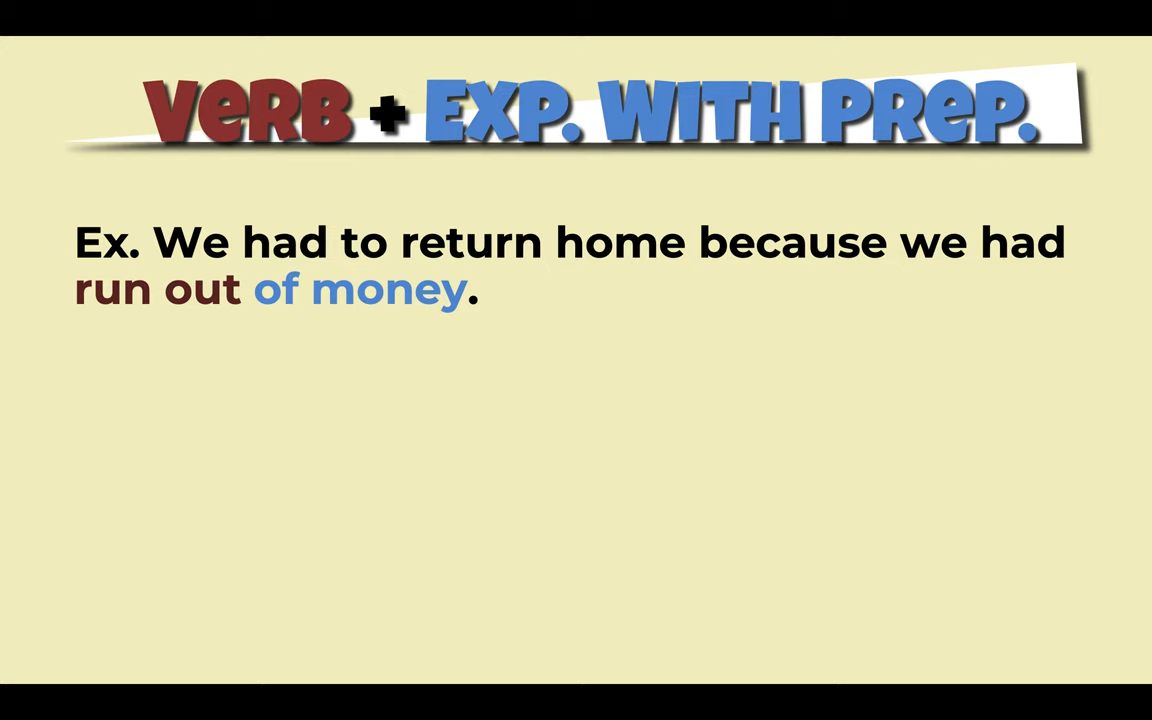 VERB + EXP. WITH PREP.
Ex. We had to return home because we had
run out of money.